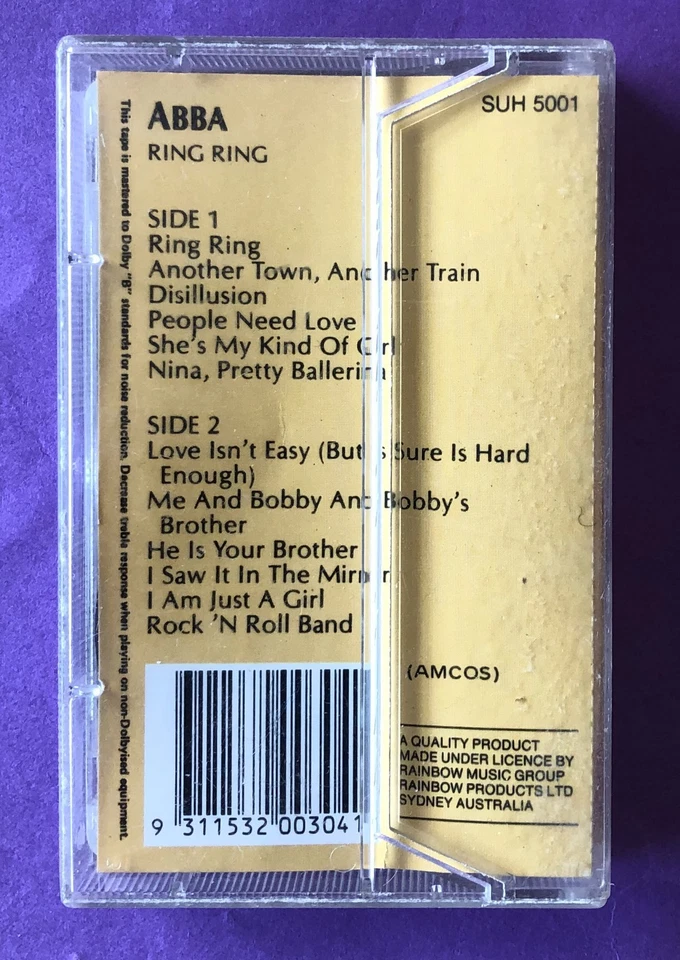 ABBA
RING RING
SUH 5001
SIDE 1
Ring Ring
Another Town, Another Train
Disillusion
People Need Love
She's My Kind Of Girl
Nina, Pretty Ballerina
SIDE 2
Love Isn't Easy (But It's Sure Is Hard
Enough)
Me And Bobby And Bobby's
Brother
He Is Your Brother
I Saw It In The Mirror
I Am Just A Girl
Rock 'N Roll Band
(AMCOS)
A QUALITY PRODUCT
MADE UNDER LICENCE BY
RAINBOW MUSIC GROUP
RAINBOW PRODUCTS LTD
SYDNEY AUSTRALIA
9 311532 003041
This tape is mastered to Dolby "B" standards for noise reduction. Decrease treble response when playing on non-Dolbyised equipment.